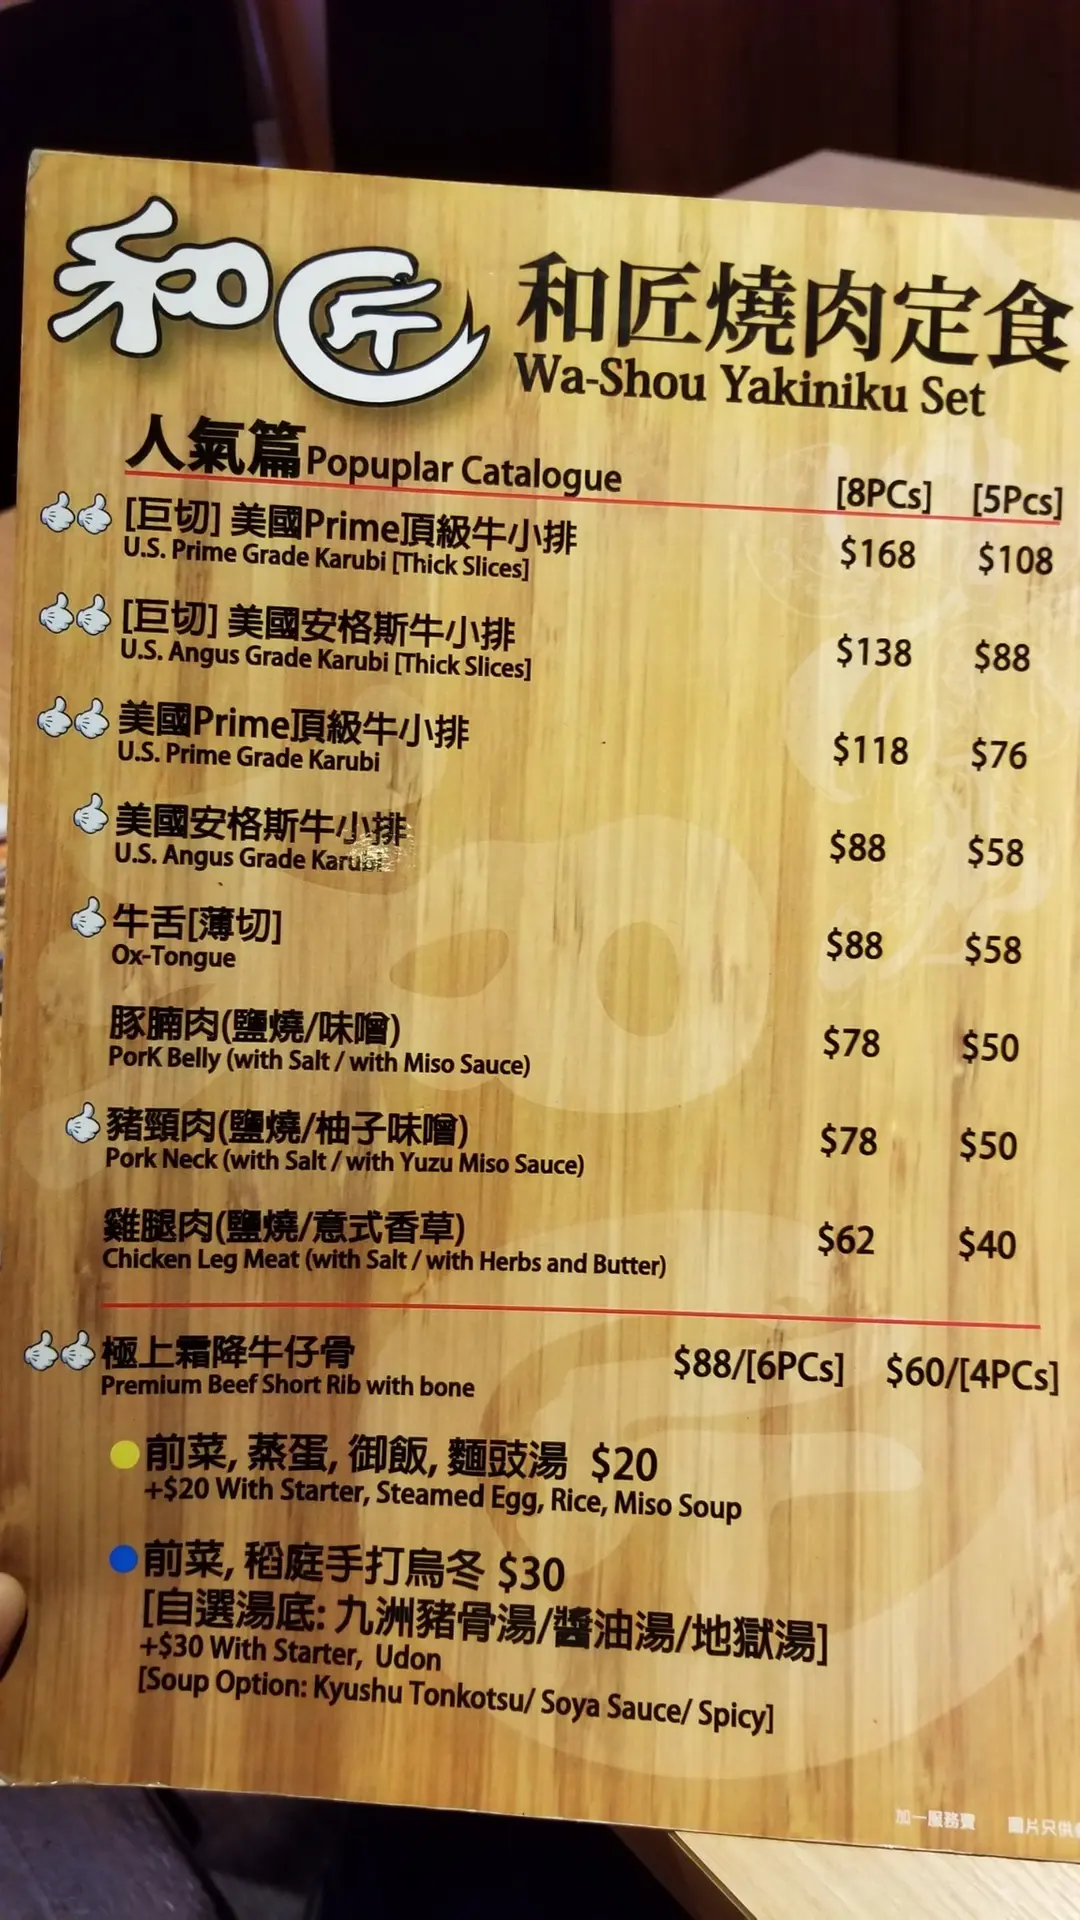 和匠
和匠燒肉定食
Wa-Shou Yakiniku Set
人氣篇 Popuplar Catalogue [8PCs] [5Pcs]
[巨切] 美國Prime頂級牛小排
U.S. Prime Grade Karubi [Thick Slices] $168 $108
[巨切] 美國安格斯牛小排
U.S. Angus Grade Karubi [Thick Slices] $138 $88
美國Prime頂級牛小排
U.S. Prime Grade Karubi $118 $76
美國安格斯牛小排
U.S. Angus Grade Karubi $88 $58
牛舌[薄切]
Ox-Tongue $88 $58
豚腩肉(鹽燒/味噌)
PorK Belly (with Salt / with Miso Sauce) $78 $50
豬頸肉(鹽燒/柚子味噌)
Pork Neck (with Salt / with Yuzu Miso Sauce) $78 $50
雞腿肉(鹽燒/意式香草)
Chicken Leg Meat (with Salt / with Herbs and Butter) $62 $40
極上霜降牛仔骨 $88/[6PCs] $60/[4PCs]
Premium Beef Short Rib with bone
前菜, 蒸蛋, 御飯, 麵豉湯 $20
+$20 With Starter, Steamed Egg, Rice, Miso Soup
前菜, 稻庭手打烏冬 $30
[自選湯底: 九洲豬骨湯/醬油湯/地獄湯]
+$30 With Starter, Udon
[Soup Option: Kyushu Tonkotsu/ Soya Sauce/ Spicy]
加一服務費 圖片只供